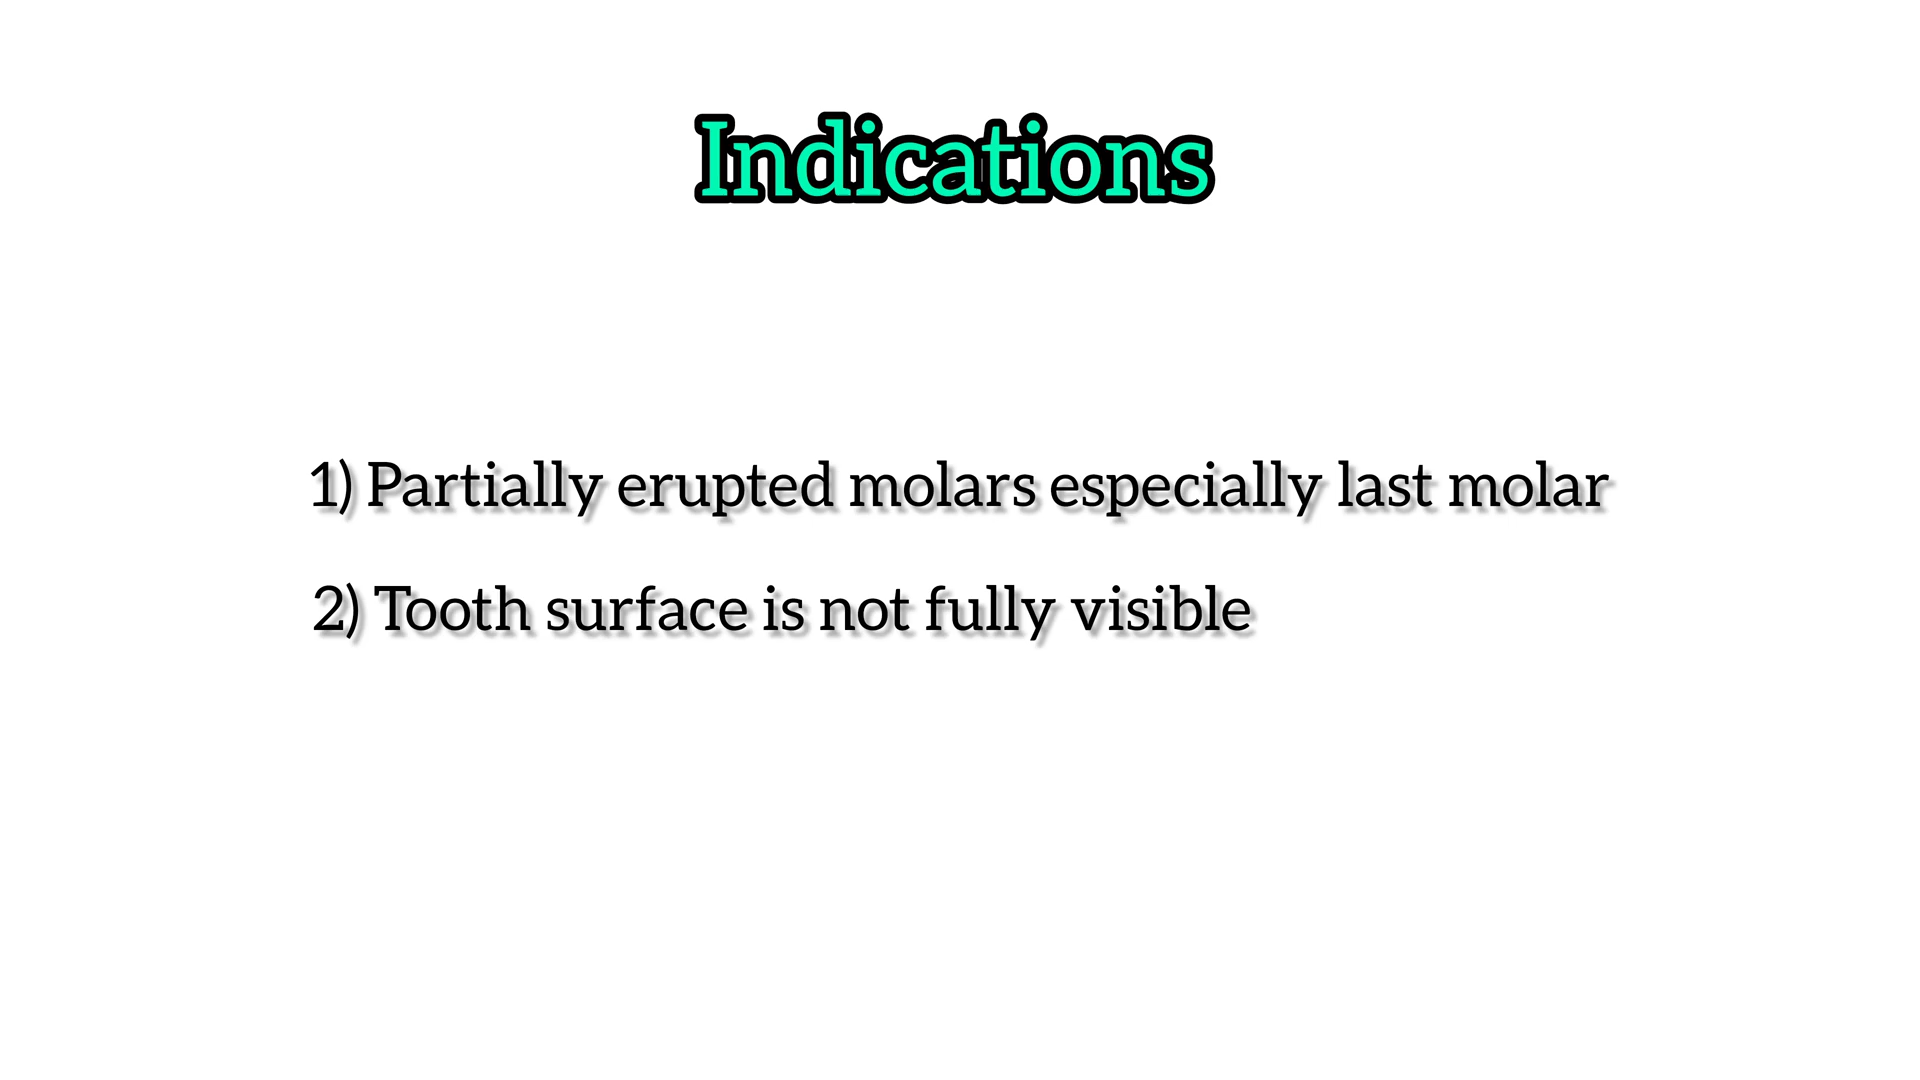 Indications
1) Partially erupted molars especially last molar
2) Tooth surface is not fully visible